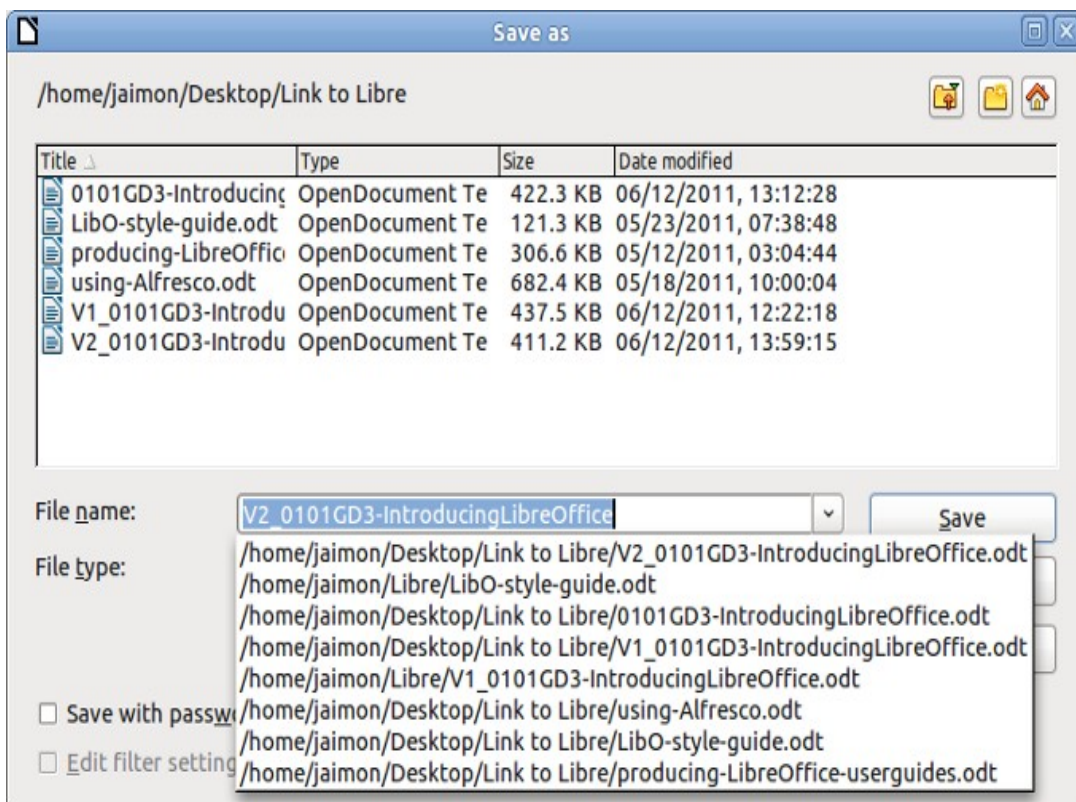 Save as
/home/jaimon/Desktop/Link to Libre
Title Type Size Date modified
0101GD3-Introducing OpenDocument Te 422.3 KB 06/12/2011, 13:12:28
LibO-style-guide.odt OpenDocument Te 121.3 KB 05/23/2011, 07:38:48
producing-LibreOffic OpenDocument Te 306.6 KB 05/12/2011, 03:04:44
using-Alfresco.odt OpenDocument Te 682.4 KB 05/18/2011, 10:00:04
V1_0101GD3-Introdu OpenDocument Te 437.5 KB 06/12/2011, 12:22:18
V2_0101GD3-Introdu OpenDocument Te 411.2 KB 06/12/2011, 13:59:15
File name: V2_0101GD3-IntroducingLibreOffice Save
/home/jaimon/Desktop/Link to Libre/V2_0101GD3-IntroducingLibreOffice.odt
File type:
/home/jaimon/Libre/LibO-style-guide.odt
/home/jaimon/Desktop/Link to Libre/0101GD3-IntroducingLibreOffice.odt
/home/jaimon/Desktop/Link to Libre/V1_0101GD3-IntroducingLibreOffice.odt
/home/jaimon/Libre/V1_0101GD3-IntroducingLibreOffice.odt
Save with passw /home/jaimon/Desktop/Link to Libre/using-Alfresco.odt
/home/jaimon/Desktop/Link to Libre/LibO-style-guide.odt
Edit filter setting /home/jaimon/Desktop/Link to Libre/producing-LibreOffice-userguides.odt